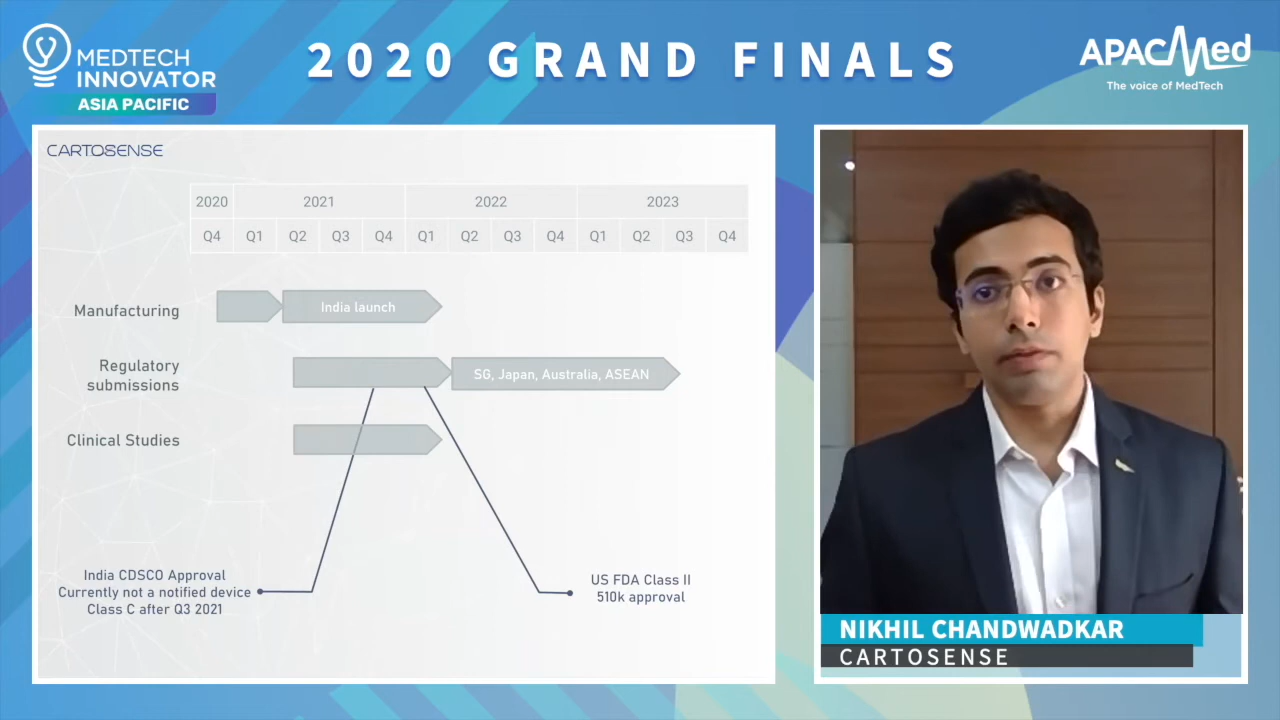 MEDTECH
INNOVATOR
ASIA PACIFIC
2020 GRAND FINALS
APACMed
The voice of MedTech
CARTOSENSE
2020 2021 2022 2023
Q4 Q1 Q2 Q3 Q4 Q1 Q2 Q3 Q4 Q1 Q2 Q3 Q4
Manufacturing
India launch
Regulatory
submissions
SG, Japan, Australia, ASEAN
Clinical Studies
India CDSCO Approval
Currently not a notified device
Class C after Q3 2021
US FDA Class II
510k approval
NIKHIL CHANDWADKAR
CARTOSENSE